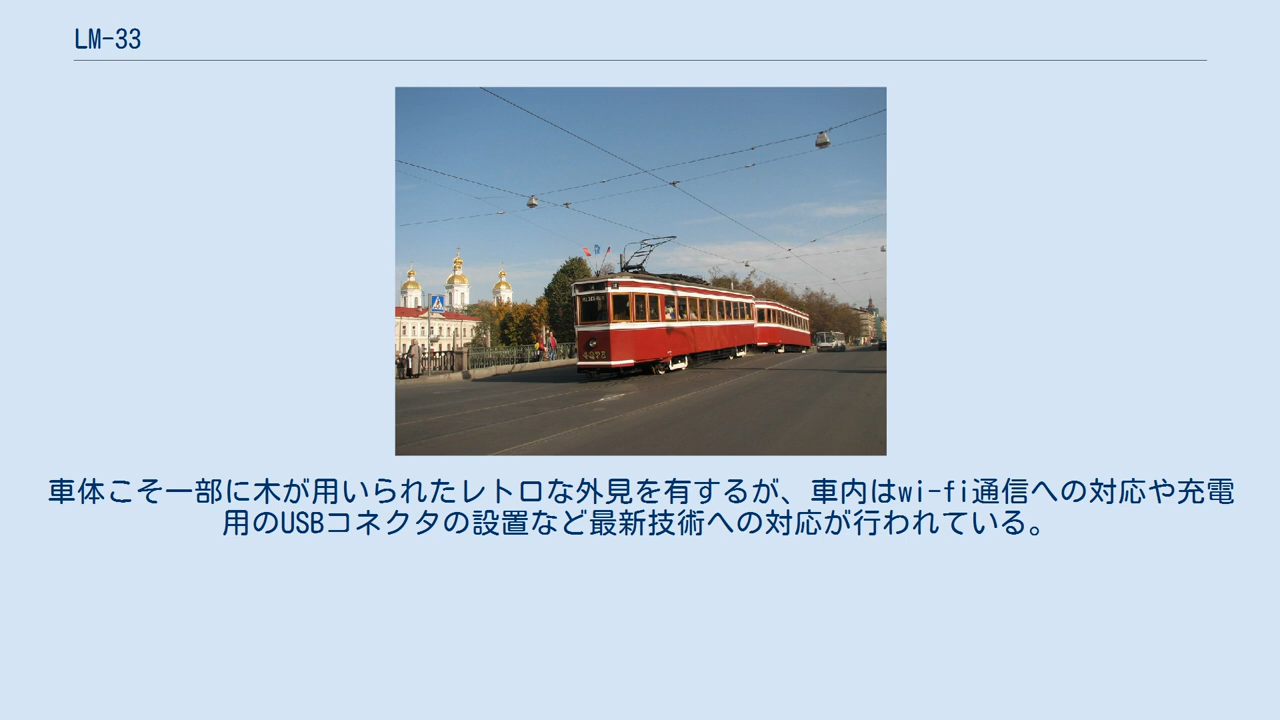 LM-33
車体こそ一部に木が用いられたレトロな外見を有するが、車内はwi-fi通信への対応や充電
用のUSBコネクタの設置など最新技術への対応が行われている。